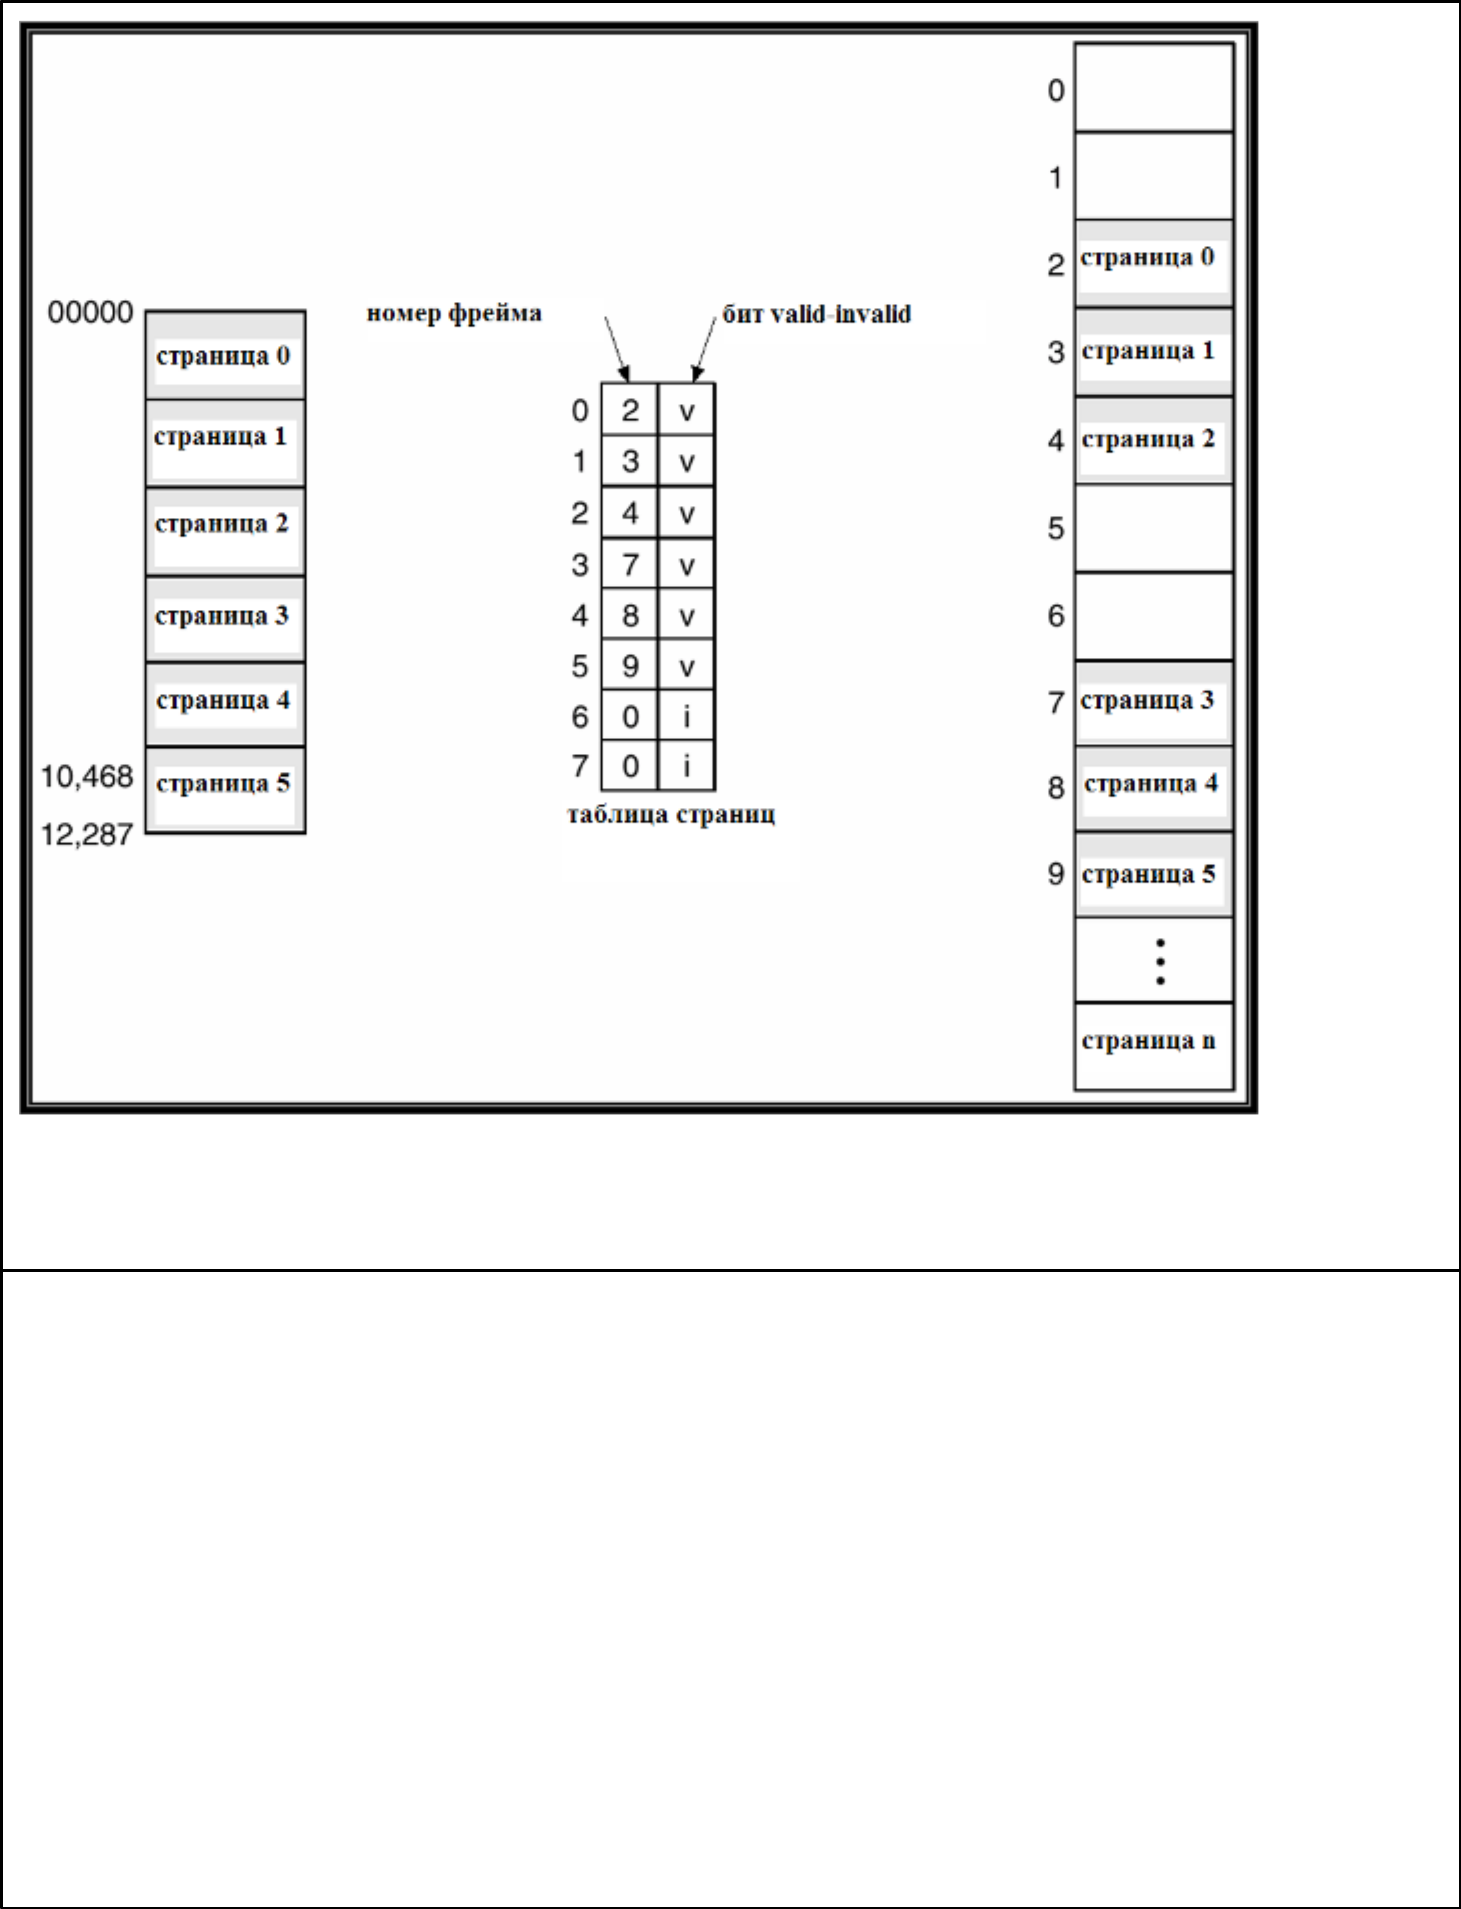 00000
страница 0
страница 1
страница 2
страница 3
страница 4
10,468
страница 5
12,287
номер фрейма
бит valid-invalid
0 2 v
1 3 v
2 4 v
3 7 v
4 8 v
5 9 v
6 0 i
7 0 i
таблица страниц
0
1
2 страница 0
3 страница 1
4 страница 2
5
6
7 страница 3
8 страница 4
9 страница 5
страница n